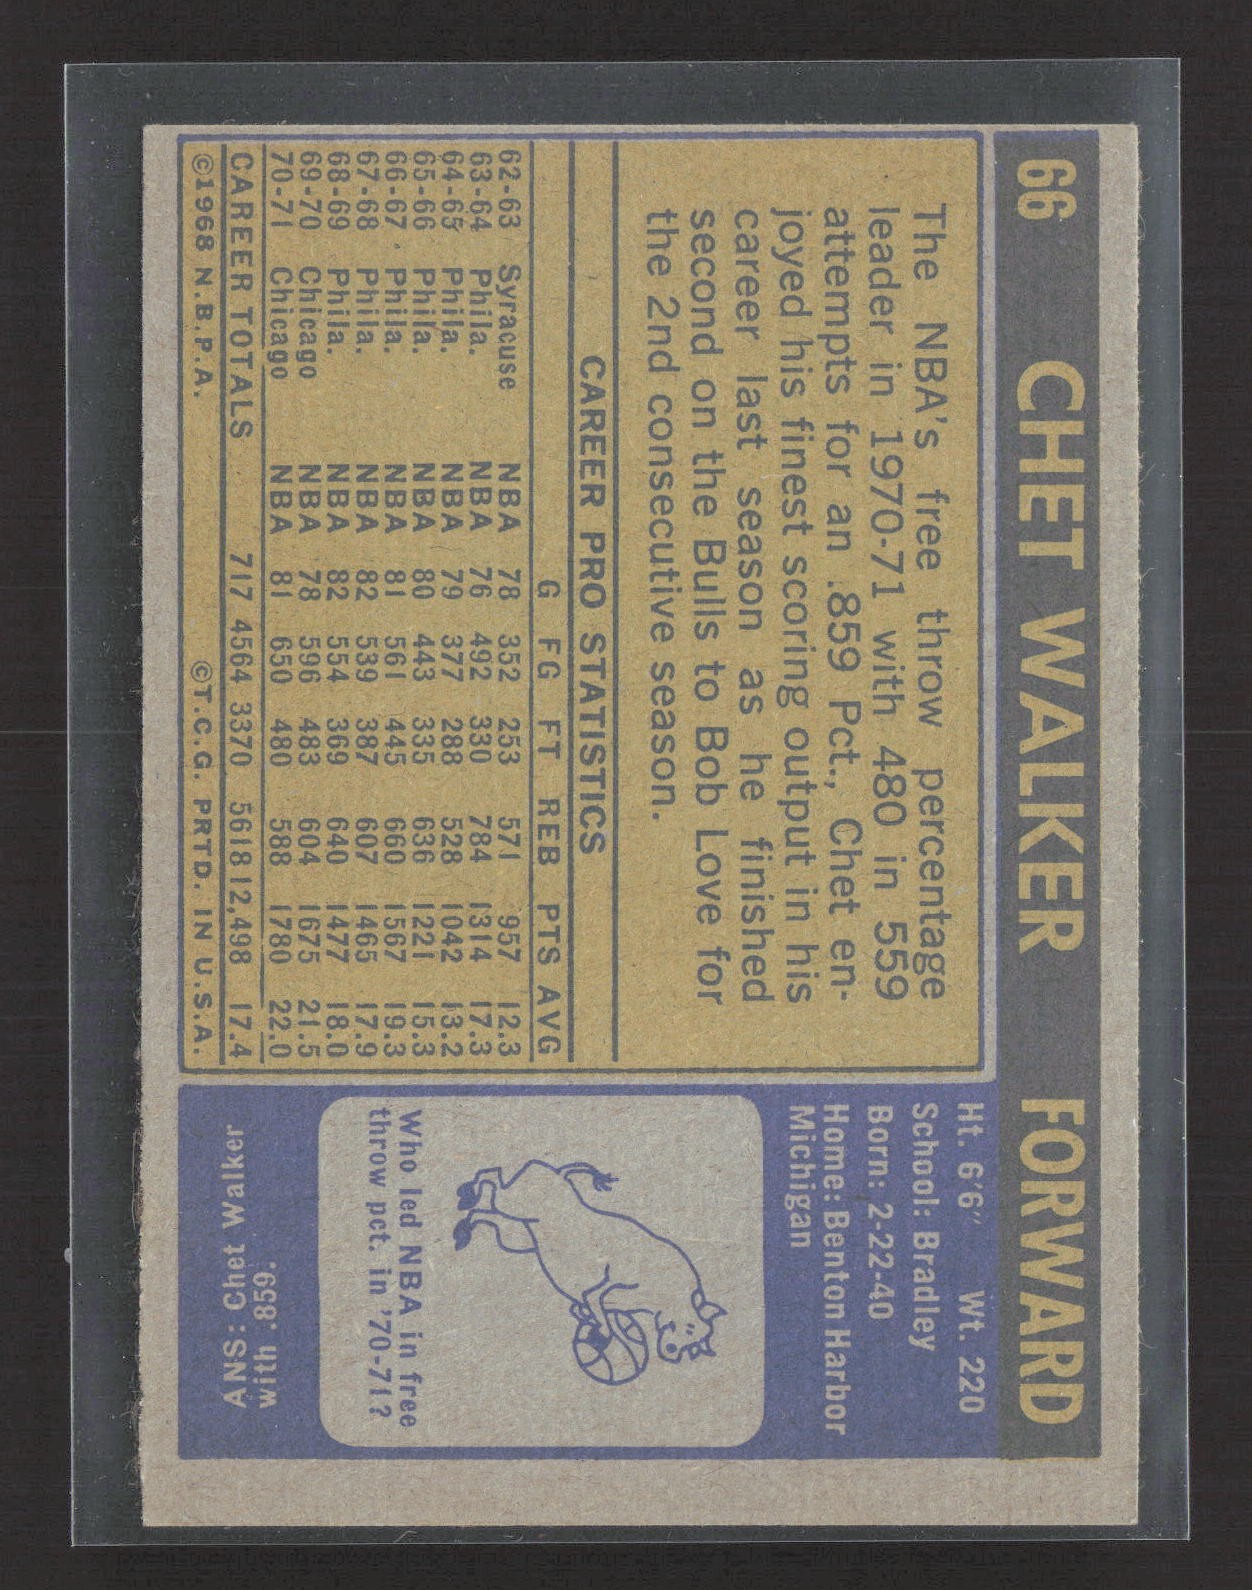 66 CHET WALKER FORWARD
The NBA's free throw percentage
leader in 1970-71 with 480 in 559
attempts for an .859 Pct., Chet en-
joyed his finest scoring output in his
career last season as he finished
second on the Bulls to Bob Love for
the 2nd consecutive season.
CAREER PRO STATISTICS
G FG FT REB PTS AVG
62-63 Syracuse NBA 78 352 253 571 957 12.3
63-64 Phila. NBA 76 492 330 784 1314 17.3
64-65 Phila. NBA 79 377 288 528 1042 13.2
65-66 Phila. NBA 80 443 335 636 1221 15.3
66-67 Phila. NBA 81 561 445 660 1567 19.3
67-68 Phila. NBA 82 539 387 607 1465 17.9
68-69 Phila. NBA 82 554 369 640 1477 18.0
69-70 Chicago NBA 78 596 483 604 1675 21.5
70-71 Chicago NBA 81 650 480 588 1780 22.0
CAREER TOTALS 717 4564 3370 5618 12,498 17.4
©1968 N.B.P.A. ©T.C.G. PRTD. IN U.S.A.
Ht. 6'6" Wt. 220
School: Bradley
Born: 2-22-40
Home: Benton Harbor
Michigan
Who led NBA in free
throw pct. in '70-71?
ANS: Chet Walker
with .859.